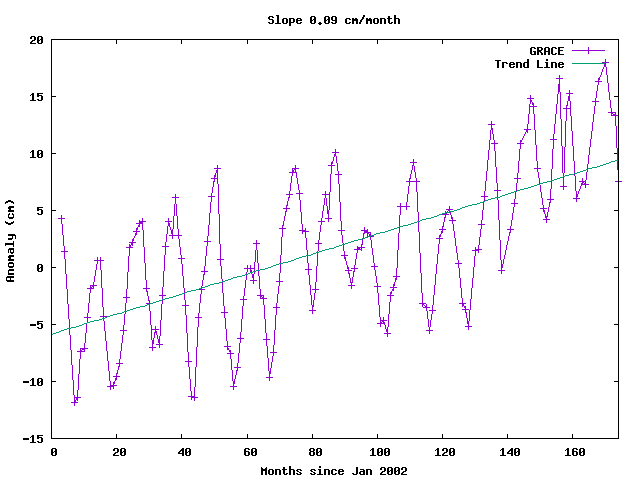 Slope 0.09 cm/month
GRACE
Trend Line
20
15
10
5
0
-5
-10
-15
Anomaly (cm)
0 20 40 60 80 100 120 140 160
Months since Jan 2002